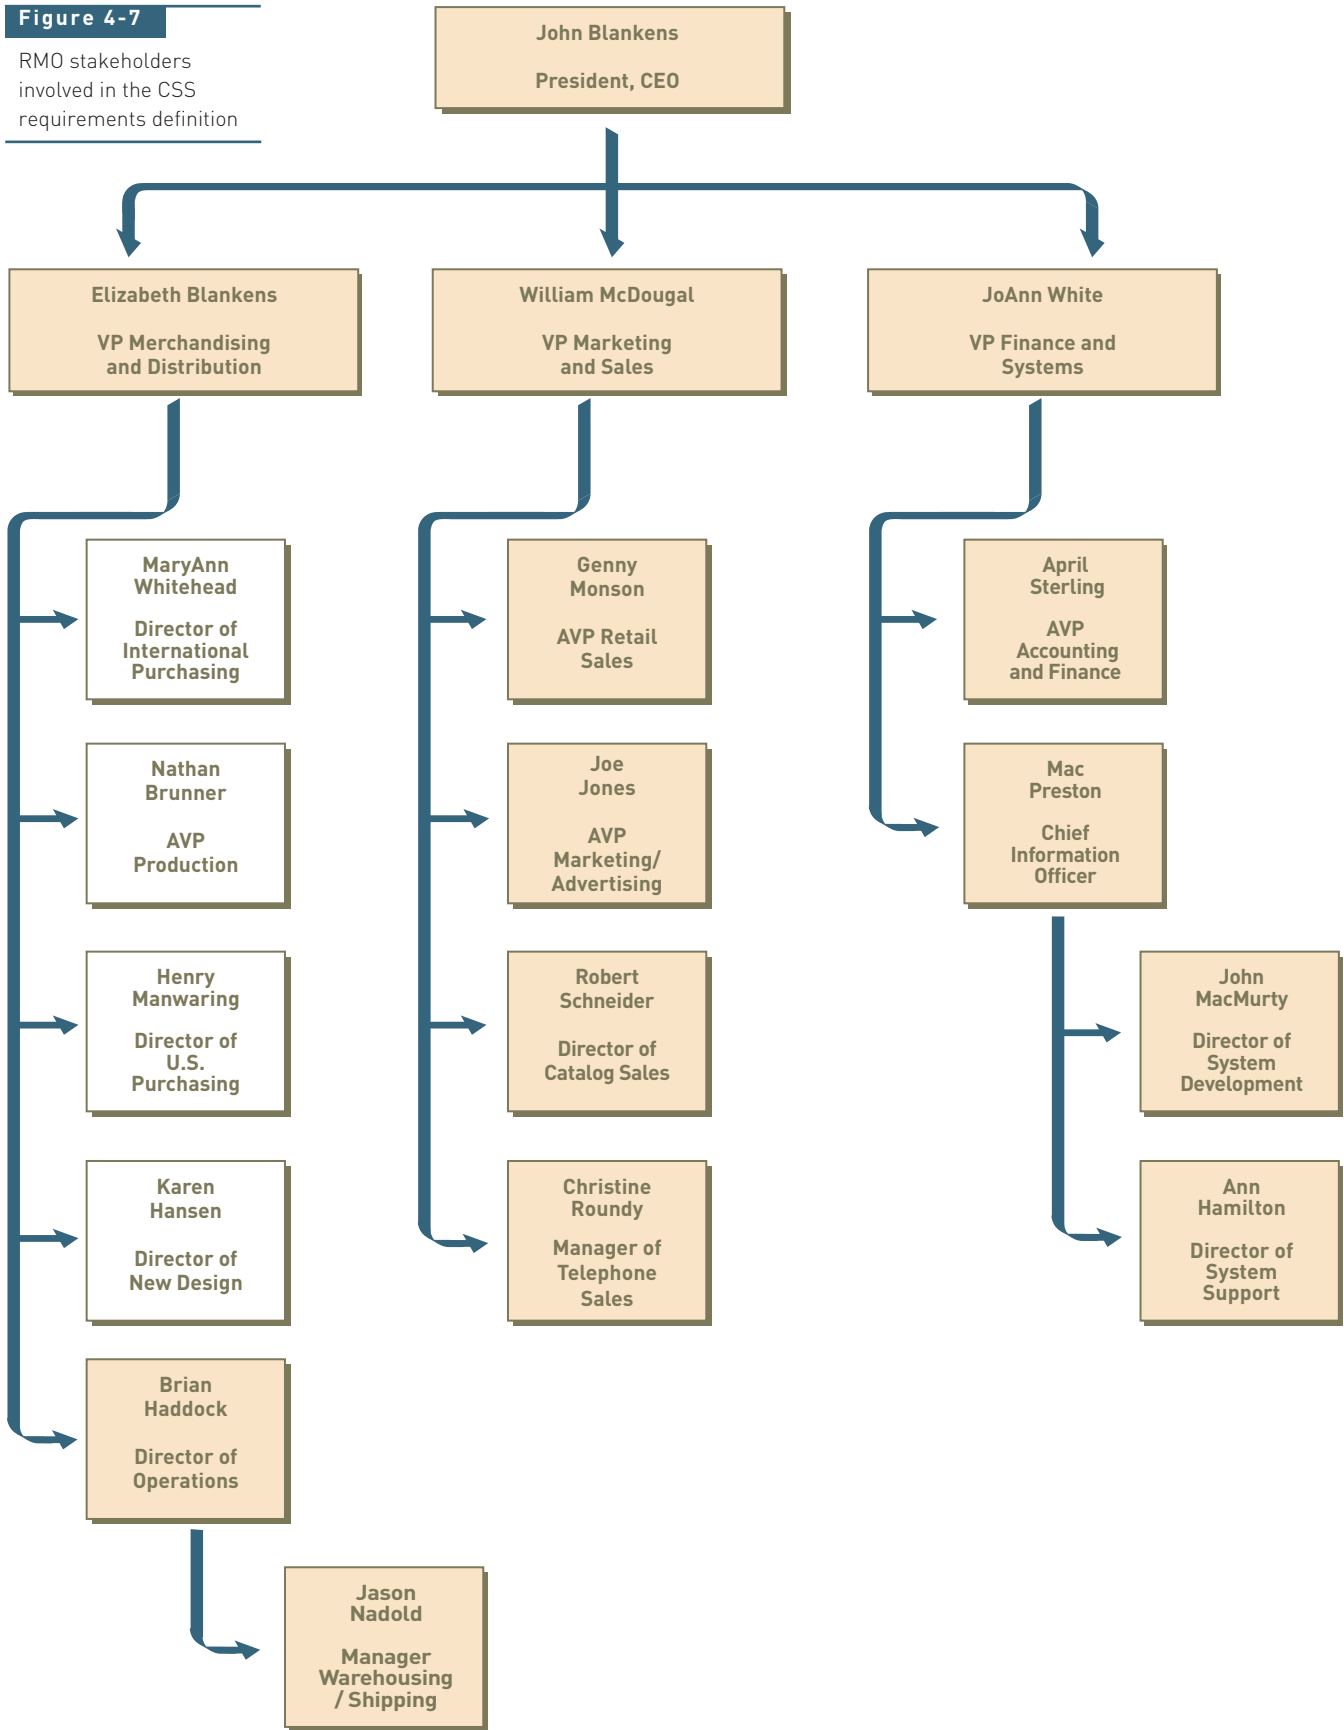 Figure 4-7
RMO stakeholders
involved in the CSS
requirements definition
John Blankens
President, CEO
Elizabeth Blankens
VP Merchandising
and Distribution
William McDougal
VP Marketing
and Sales
JoAnn White
VP Finance and
Systems
MaryAnn
Whitehead
Director of
International
Purchasing
Nathan
Brunner
AVP
Production
Henry
Manwaring
Director of
U.S.
Purchasing
Karen
Hansen
Director of
New Design
Brian
Haddock
Director of
Operations
Jason
Nadold
Manager
Warehousing
/ Shipping
Genny
Monson
AVP Retail
Sales
Joe
Jones
AVP
Marketing/
Advertising
Robert
Schneider
Director of
Catalog Sales
Christine
Roundy
Manager of
Telephone
Sales
April
Sterling
AVP
Accounting
and Finance
Mac
Preston
Chief
Information
Officer
John
MacMurty
Director of
System
Development
Ann
Hamilton
Director of
System
Support